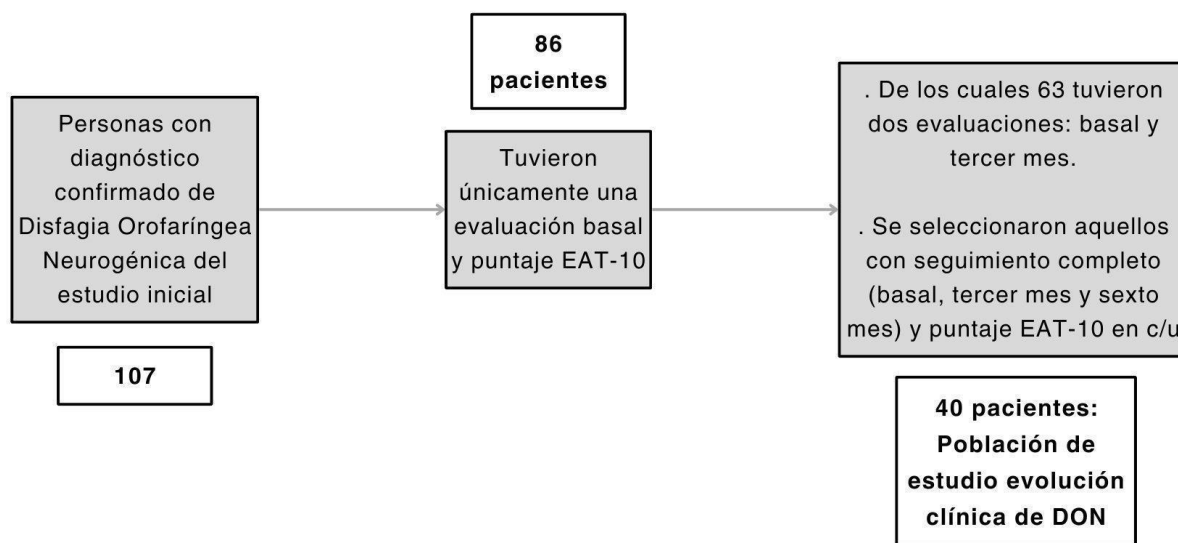 Personas con
diagnóstico
confirmado de
Disfagia Orofaríngea
Neurogénica del
estudio inicial
107
86
pacientes
Tuvieron
únicamente una
evaluación basal
y puntaje EAT-10
. De los cuales 63 tuvieron
dos evaluaciones: basal y
tercer mes.
. Se seleccionaron aquellos
con seguimiento completo
(basal, tercer mes y sexto
mes) y puntaje EAT-10 en c/u
40 pacientes:
Población de
estudio evolución
clínica de DON